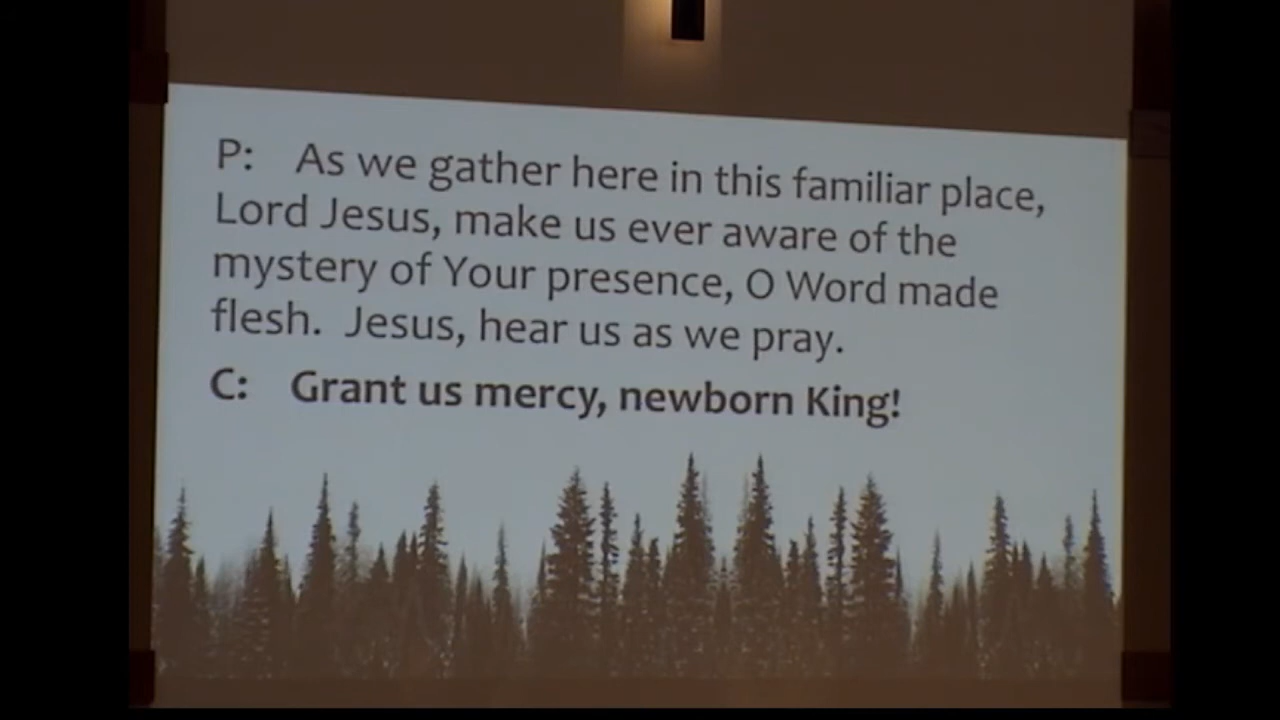 P: As we gather here in this familiar place,
Lord Jesus, make us ever aware of the
mystery of Your presence, O Word made
flesh. Jesus, hear us as we pray.
C: Grant us mercy, newborn King!